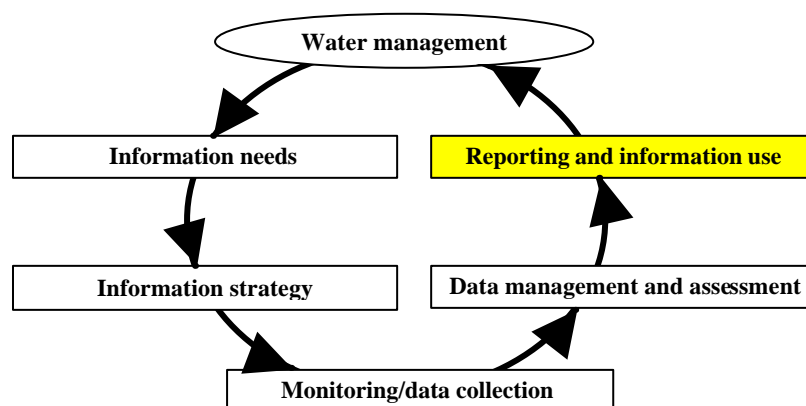 Water management
Information needs
Reporting and information use
Information strategy
Data management and assessment
Monitoring/data collection